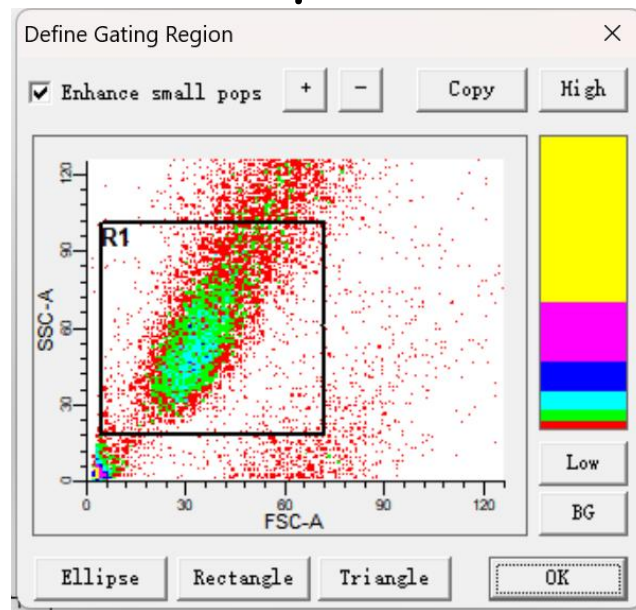 Define Gating Region
Enhance small pops + - Copy High
R1
SSC-A
0 30 60 90 120
0 30 60 90 120
FSC-A
Low
BG
Ellipse Rectangle Triangle OK